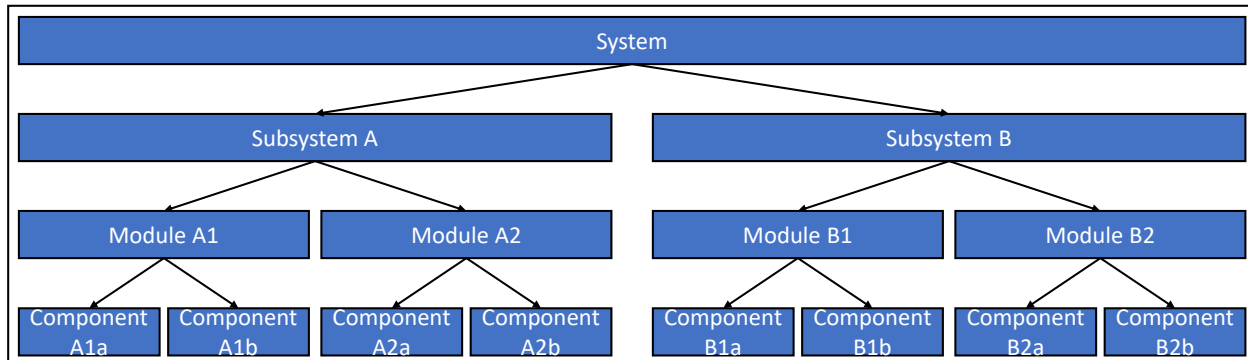 System
Subsystem A
Subsystem B
Module A1
Module A2
Module B1
Module B2
Component
A1a
Component
A1b
Component
A2a
Component
A2b
Component
B1a
Component
B1b
Component
B2a
Component
B2b